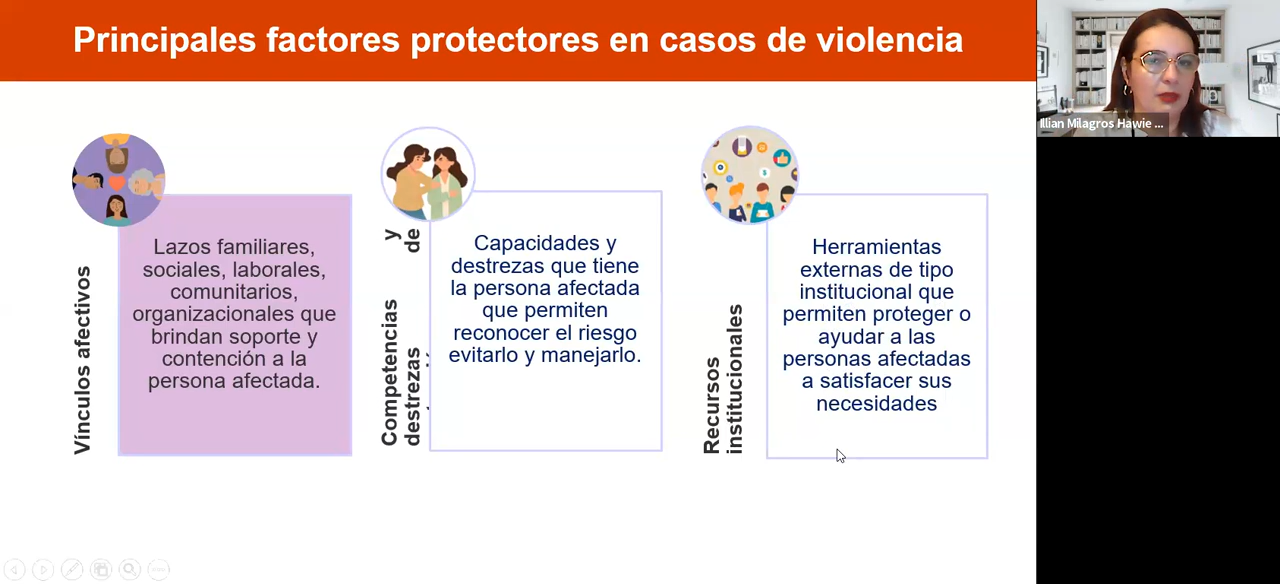 Principales factores protectores en casos de violencia
Illian Milagros Hawie ...
Vínculos afectivos
Lazos familiares,
sociales, laborales,
comunitarios,
organizacionales que
brindan soporte y
contención a la
persona afectada.
Competencias y
destrezas de
Capacidades y
destrezas que tiene
la persona afectada
que permiten
reconocer el riesgo
evitarlo y manejarlo.
Recursos
institucionales
Herramientas
externas de tipo
institucional que
permiten proteger o
ayudar a las
personas afectadas
a satisfacer sus
necesidades